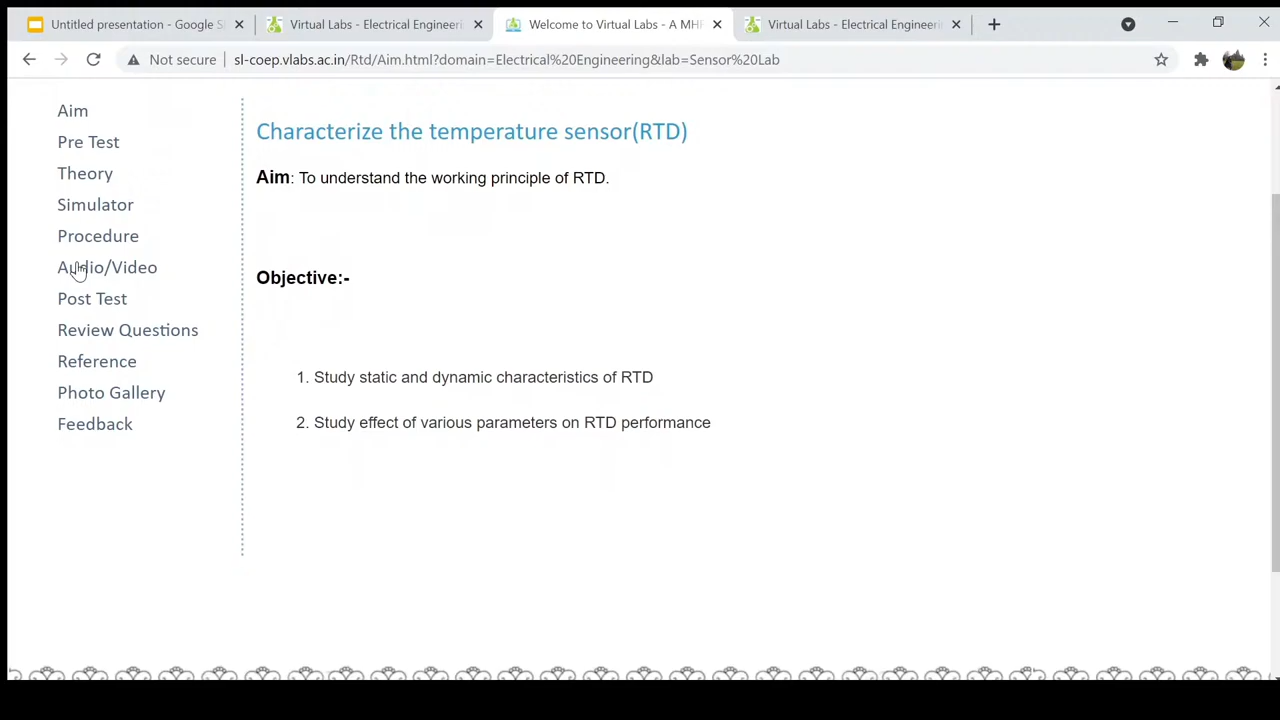 Untitled presentation - Google S
Virtual Labs - Electrical Engineeri
Welcome to Virtual Labs - A MHR
Virtual Labs - Electrical Engineeri
Not secure
sl-coep.vlabs.ac.in/Rtd/Aim.html?domain=Electrical%20Engineering&lab=Sensor%20Lab
Aim
Pre Test
Theory
Simulator
Procedure
Audio/Video
Post Test
Review Questions
Reference
Photo Gallery
Feedback
Characterize the temperature sensor(RTD)
Aim: To understand the working principle of RTD.
Objective:-
1. Study static and dynamic characteristics of RTD
2. Study effect of various parameters on RTD performance